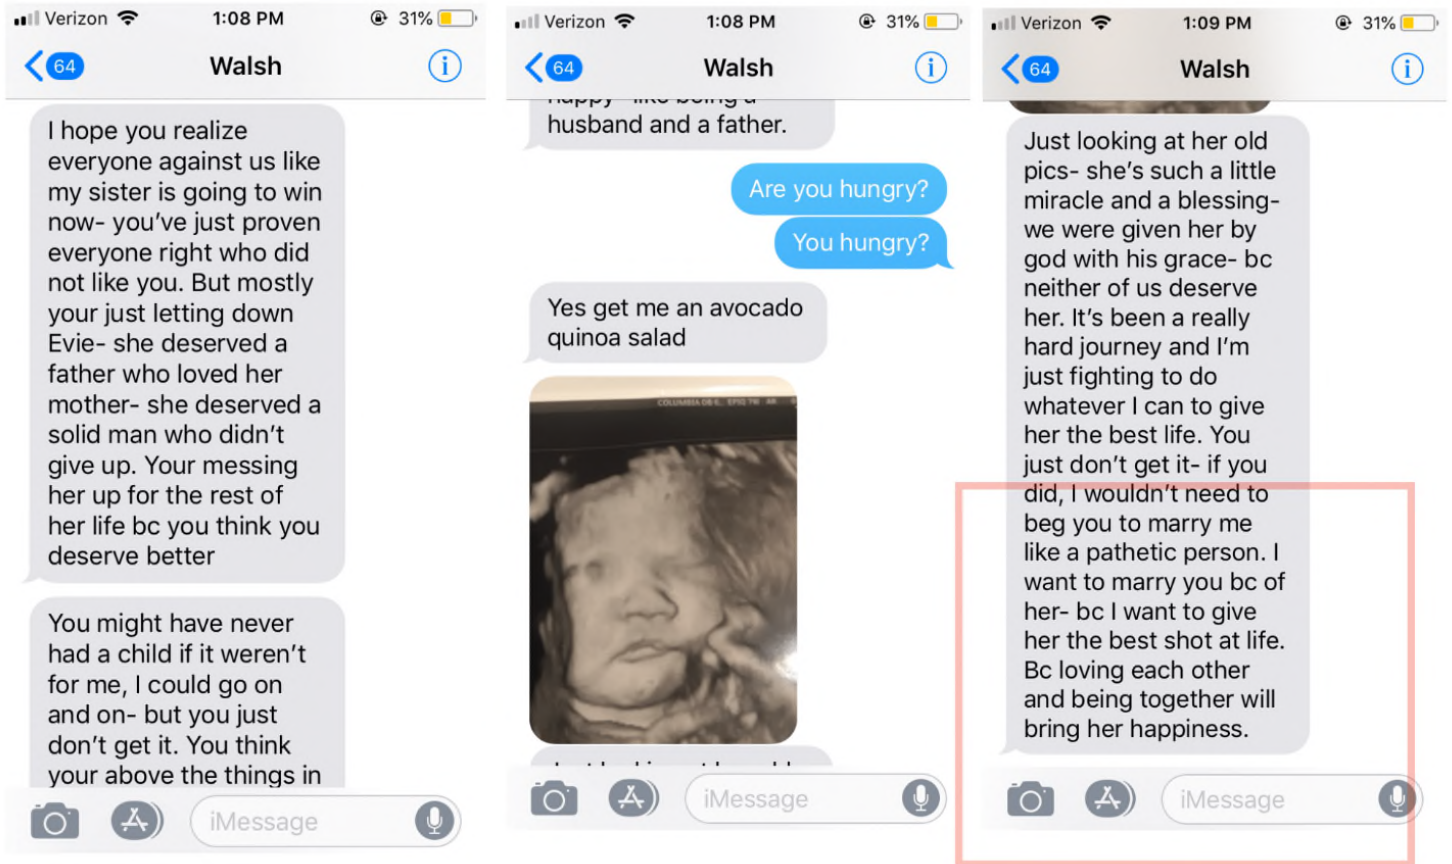 Verizon 1:08 PM 31%
64 Walsh
I hope you realize
everyone against us like
my sister is going to win
now- you've just proven
everyone right who did
not like you. But mostly
your just letting down
Evie- she deserved a
father who loved her
mother- she deserved a
solid man who didn't
give up. Your messing
her up for the rest of
her life bc you think you
deserve better
You might have never
had a child if it weren't
for me, I could go on
and on- but you just
don't get it. You think
your above the things in
iMessage
Verizon 1:08 PM 31%
64 Walsh
happy- like being a
husband and a father.
Are you hungry?
You hungry?
Yes get me an avocado
quinoa salad
COLUMBIA OB
iMessage
Verizon 1:09 PM 31%
64 Walsh
Just looking at her old
pics- she's such a little
miracle and a blessing-
we were given her by
god with his grace- bc
neither of us deserve
her. It's been a really
hard journey and I'm
just fighting to do
whatever I can to give
her the best life. You
just don't get it- if you
did, I wouldn't need to
beg you to marry me
like a pathetic person. I
want to marry you bc of
her- bc I want to give
her the best shot at life.
Bc loving each other
and being together will
bring her happiness.
iMessage